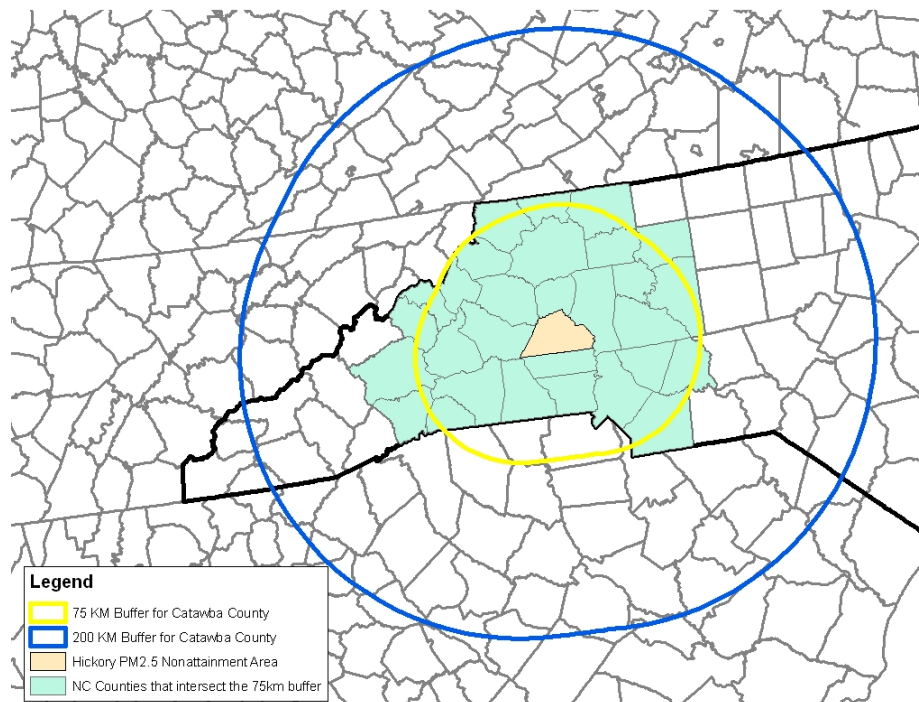 Legend
75 KM Buffer for Catawba County
200 KM Buffer for Catawba County
Hickory PM2.5 Nonattainment Area
NC Counties that intersect the 75km buffer